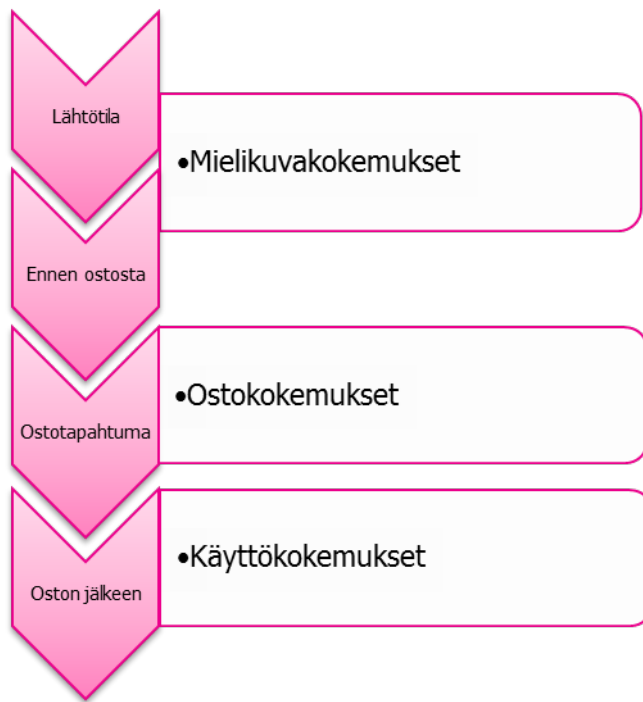 Lähtötila
•Mielikuvakokemukset
Ennen ostosta
Ostotapahtuma
•Ostokokemukset
Oston jälkeen
•Käyttökokemukset